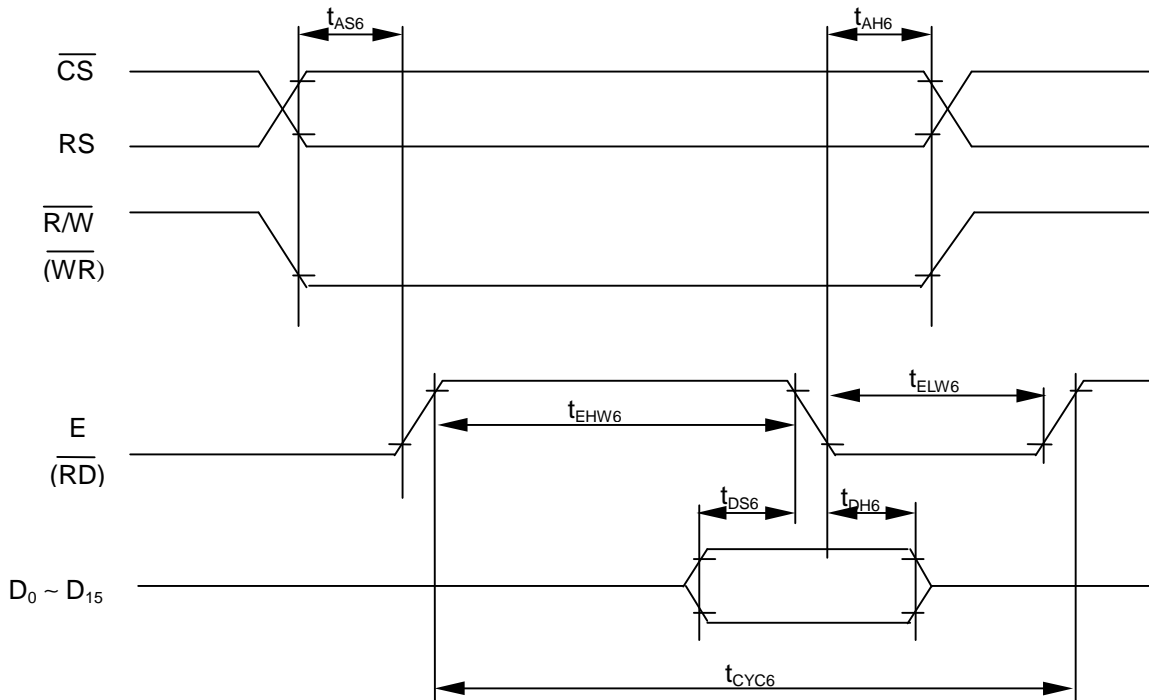 tAS6
tAH6
CS
RS
R/W
(WR)
tELW6
tEHW6
E
(RD)
tDS6
tDH6
D0 ~ D15
tCYC6